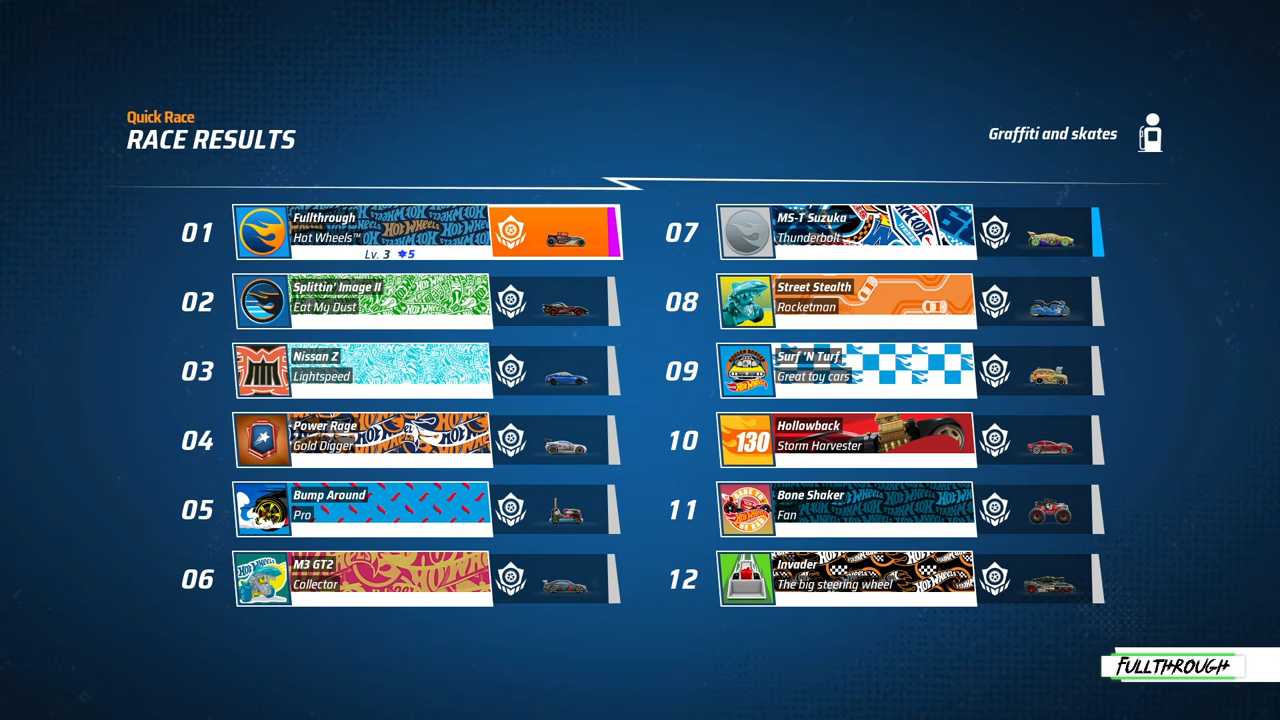 Quick Race
RACE RESULTS
Graffiti and skates
01
Fullthrough
Hot Wheels™
Lv. 3 5
02
Splittin' Image II
Eat My Dust
03
Nissan Z
Lightspeed
04
Power Rage
Gold Digger
05
Bump Around
Pro
06
M3 GT2
Collector
07
MS-T Suzuka
Thunderbolt
08
Street Stealth
Rocketman
09
Surf 'N Turf
Great toy cars
10
130
Hollowback
Storm Harvester
11
Bone Shaker
Fan
12
Invader
The big steering wheel
FULLTHROUGH